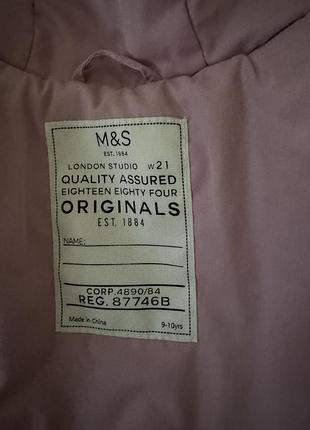 M&S
EST. 1884
LONDON STUDIO W21
QUALITY ASSURED
EIGHTEEN EIGHTY FOUR
ORIGINALS
EST. 1884
NAME:
CORP.4890/84
REG. 87746B
Made in China 9-10yrs